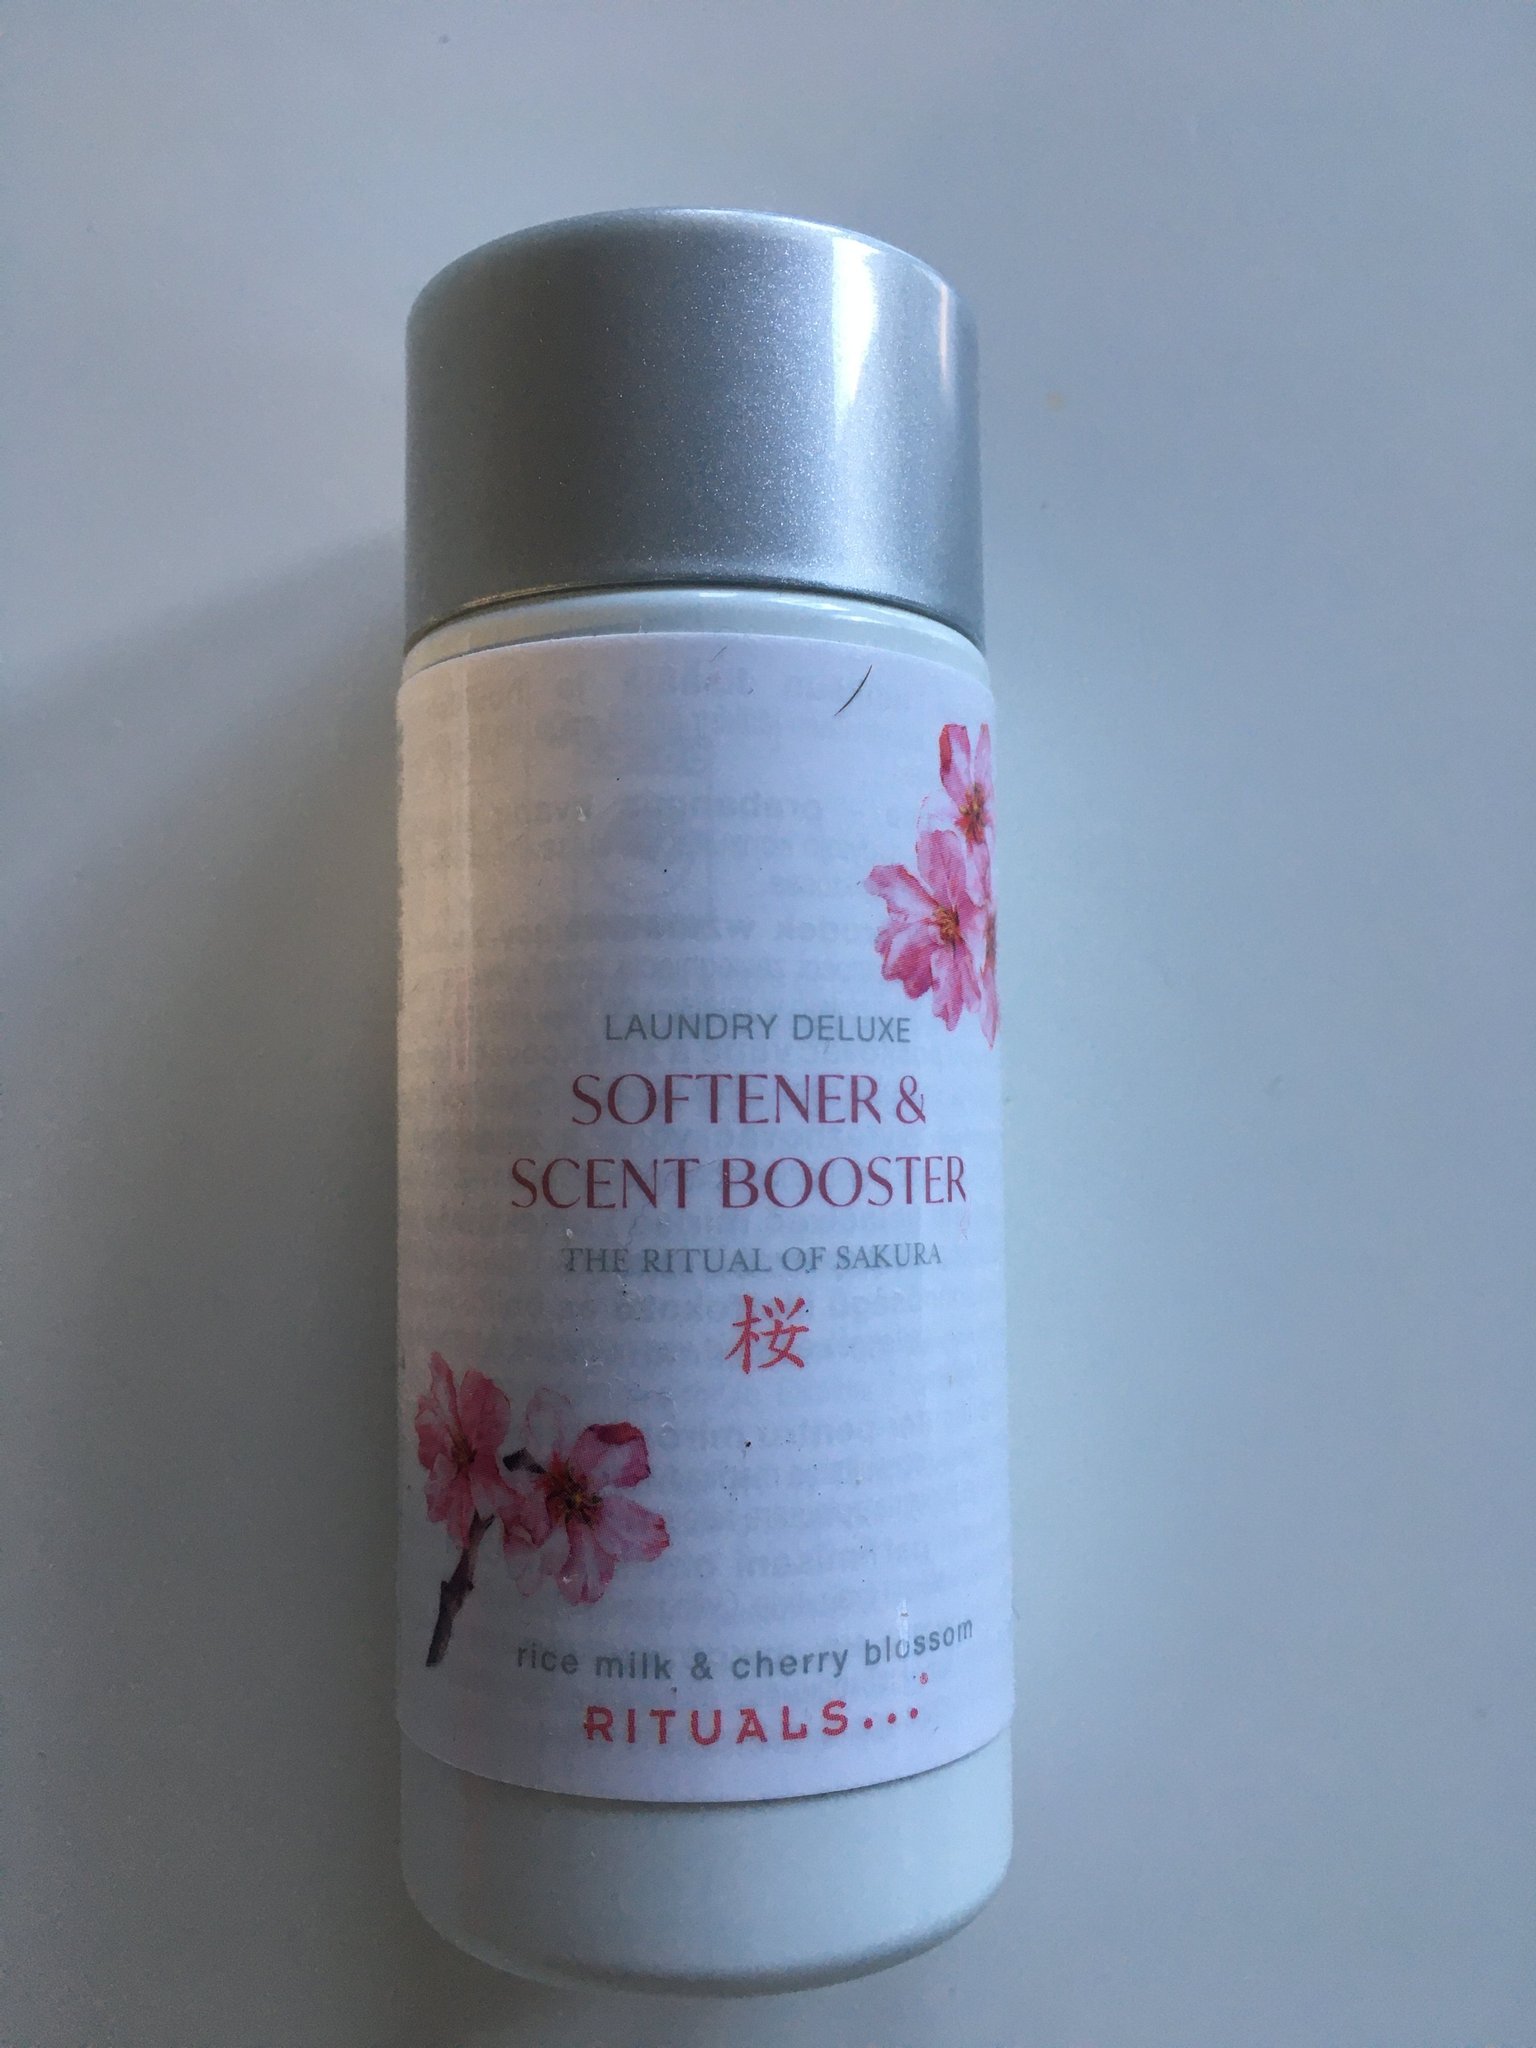 LAUNDRY DELUXE
SOFTENER &
SCENT BOOSTER
THE RITUAL OF SAKURA
桜
rice milk & cherry blossom
RITUALS...®